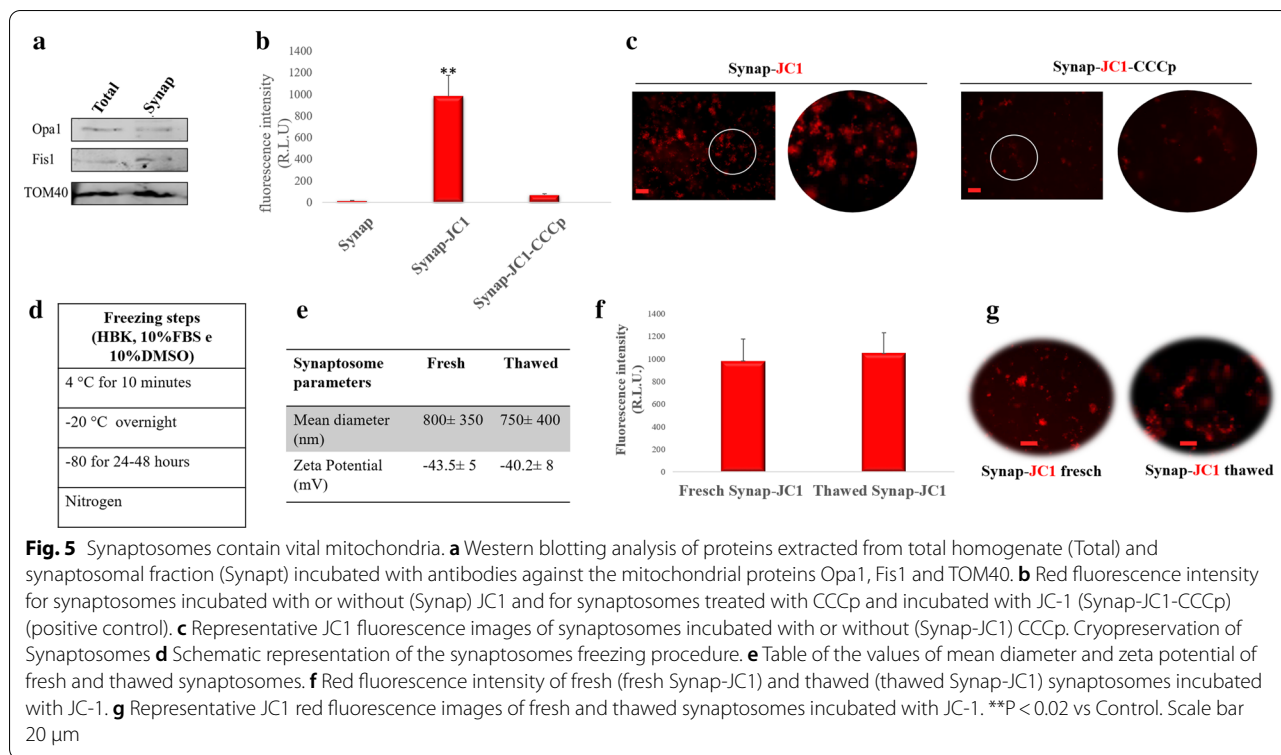 a
Total Synap
Opa1
Fis1
TOM40
b
fluorescence intensity
(R.L.U)
1400
1200
1000
800
600
400
200
0
**
Synap
Synap-JC1
Synap-JC1-CCCp
c
Synap-JC1
Synap-JC1-CCCp
d
Freezing steps
(HBK, 10%FBS e
10%DMSO)
4 °C for 10 minutes
-20 °C overnight
-80 for 24-48 hours
Nitrogen
e
Synaptosome Fresh Thawed
parameters
Mean diameter 800± 350 750± 400
(nm)
Zeta Potential -43.5± 5 -40.2± 8
(mV)
f
Fluorescence intensity
(R.L.U.)
1400
1200
1000
800
600
400
200
0
Fresch Synap-JC1 Thawed Synap-JC1
g
Synap-JC1 fresch
Synap-JC1 thawed
Fig. 5 Synaptosomes contain vital mitochondria. a Western blotting analysis of proteins extracted from total homogenate (Total) and
synaptosomal fraction (Synapt) incubated with antibodies against the mitochondrial proteins Opa1, Fis1 and TOM40. b Red fluorescence intensity
for synaptosomes incubated with or without (Synap) JC1 and for synaptosomes treated with CCCp and incubated with JC-1 (Synap-JC1-CCCp)
(positive control). c Representative JC1 fluorescence images of synaptosomes incubated with or without (Synap-JC1) CCCp. Cryopreservation of
Synaptosomes d Schematic representation of the synaptosomes freezing procedure. e Table of the values of mean diameter and zeta potential of
fresh and thawed synaptosomes. f Red fluorescence intensity of fresh (fresh Synap-JC1) and thawed (thawed Synap-JC1) synaptosomes incubated
with JC-1. g Representative JC1 red fluorescence images of fresh and thawed synaptosomes incubated with JC-1. **P < 0.02 vs Control. Scale bar
20 μm